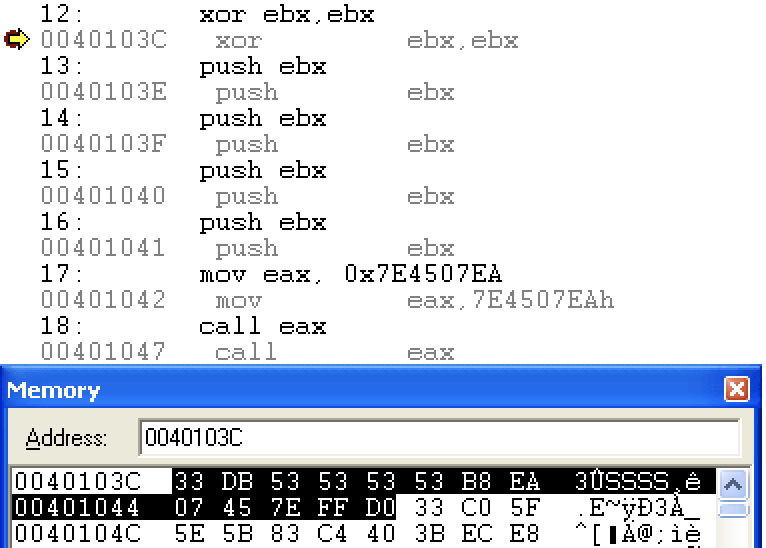 12: xor ebx,ebx
0040103C xor ebx,ebx
13: push ebx
0040103E push ebx
14: push ebx
0040103F push ebx
15: push ebx
00401040 push ebx
16: push ebx
00401041 push ebx
17: mov eax, 0x7E4507EA
00401042 mov eax,7E4507EAh
18: call eax
00401047 call eax
Memory
Address: 0040103C
0040103C 33 DB 53 53 53 53 B8 EA 3ÛSSSS¸ê
00401044 07 45 7E FF D0 33 C0 5F .E~ÿÐ3À_
0040104C 5E 5B 83 C4 40 3B EC E8 ^[▮Ä@;ìè